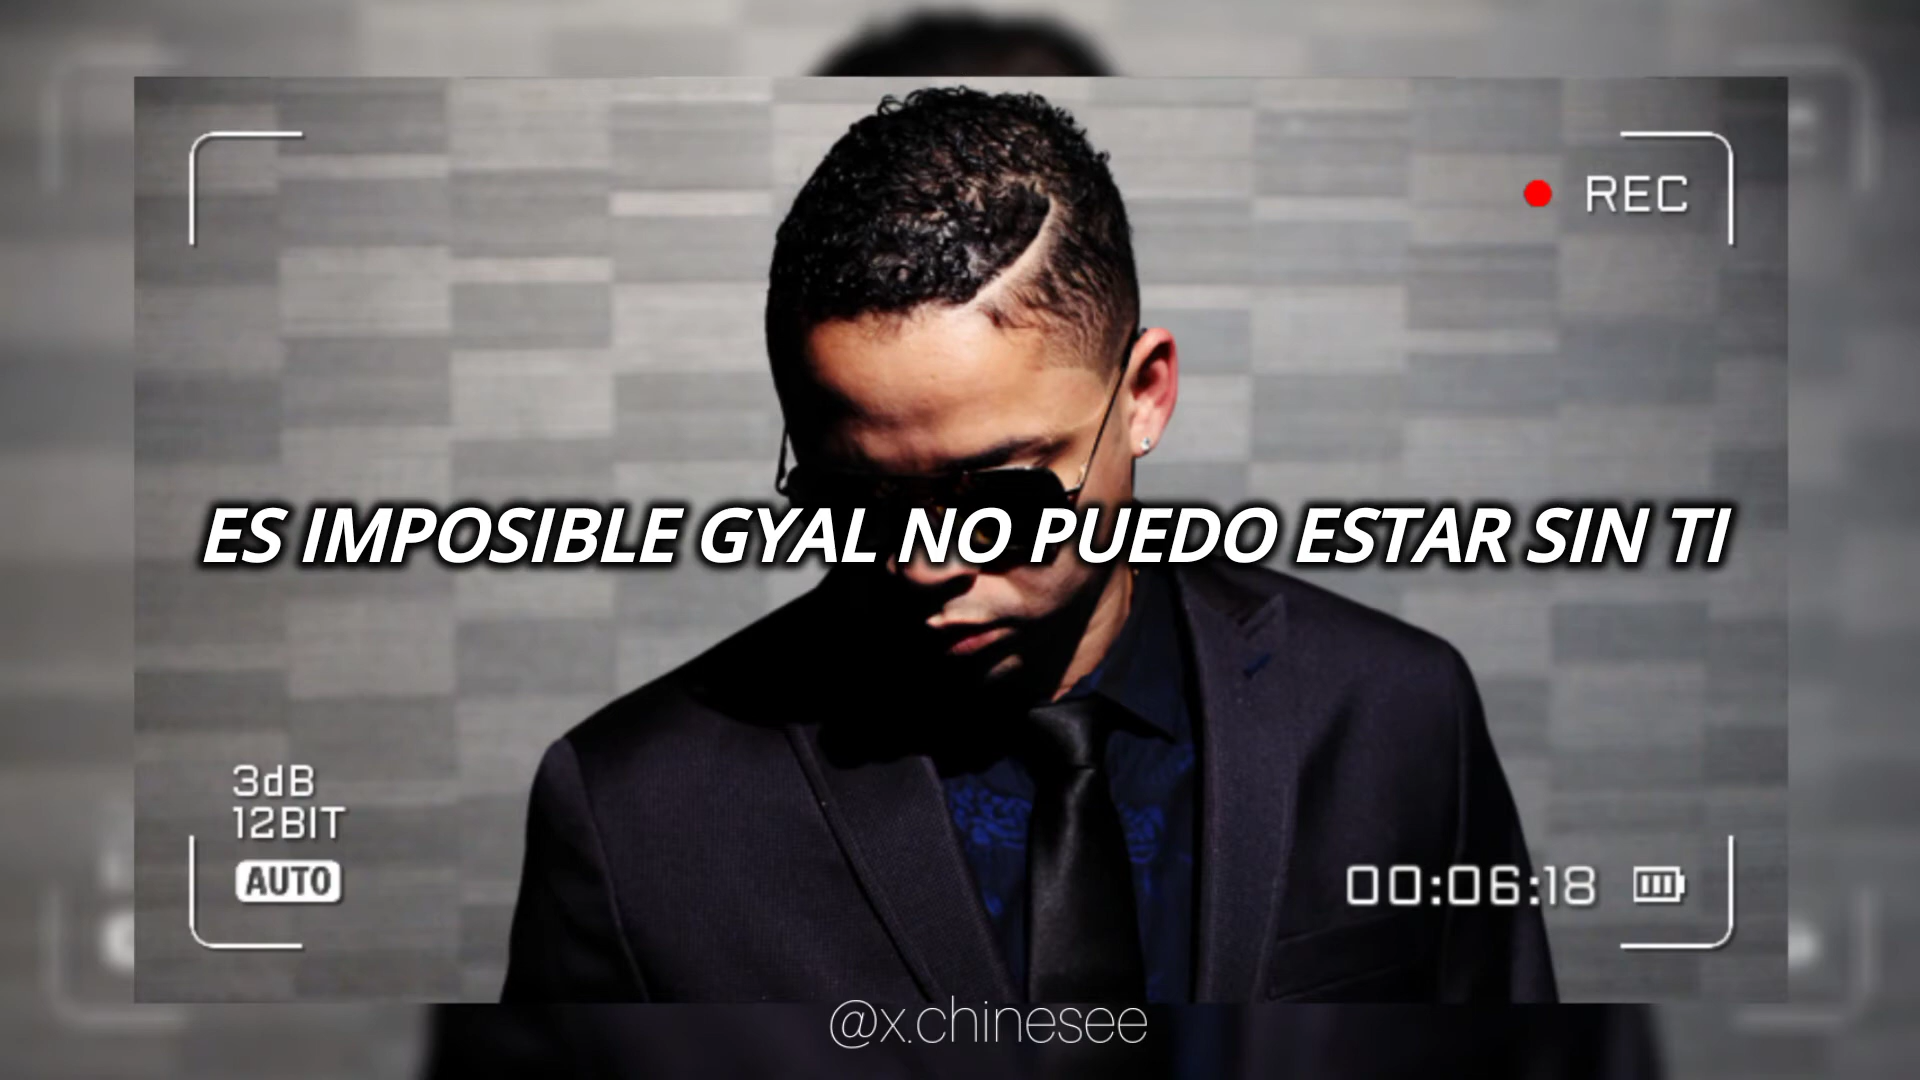 REC
ES IMPOSIBLE GYAL NO PUEDO ESTAR SIN TI
3dB
12BIT
AUTO
00:06:18
@x.chinesee